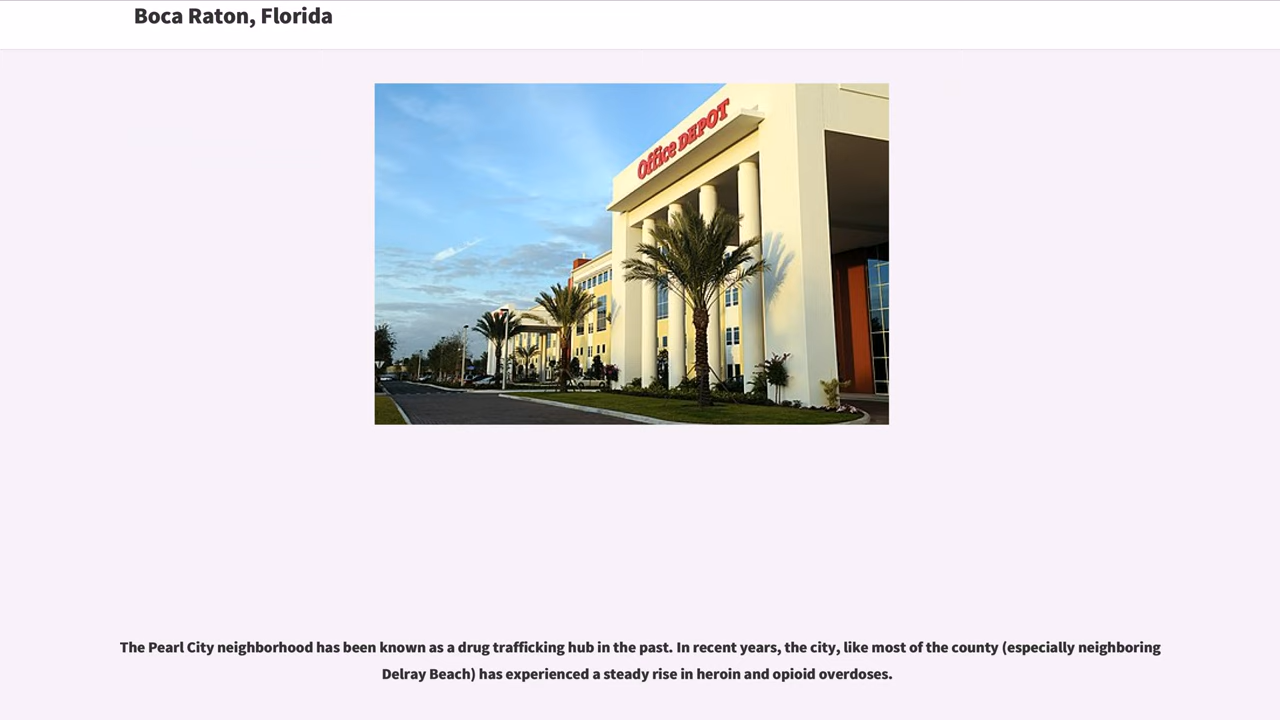 Boca Raton, Florida
Office DEPOT
The Pearl City neighborhood has been known as a drug trafficking hub in the past. In recent years, the city, like most of the county (especially neighboring
Delray Beach) has experienced a steady rise in heroin and opioid overdoses.